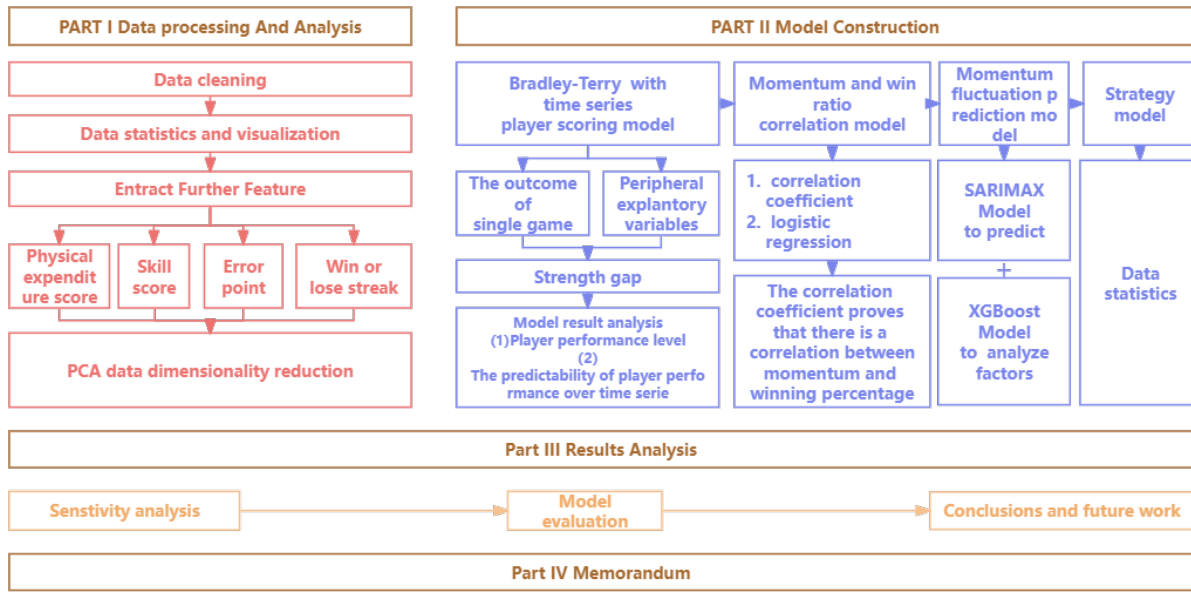 PART I Data processing And Analysis
Data cleaning
Data statistics and visualization
Entract Further Feature
Physical
expendit
ure score
Skill
score
Error
point
Win or
lose streak
PCA data dimensionality reduction
PART II Model Construction
Bradley-Terry with
time series
player scoring model
The outcome
of
single game
Peripheral
explantory
variables
Strength gap
Model result analysis
(1)Player performance level
(2)
The predictability of player perfo
rmance over time serie
Momentum and win
ratio
correlation model
1. correlation
coefficient
2. logistic
regression
The correlation
coefficient proves
that there is a
correlation between
momentum and
winning percentage
Momentum
fluctuation p
rediction mo
del
SARIMAX
Model
to predict
+
XGBoost
Model
to analyze
factors
Strategy
model
Data
statistics
Part III Results Analysis
Senstivity analysis
Model
evaluation
Conclusions and future work
Part IV Memorandum